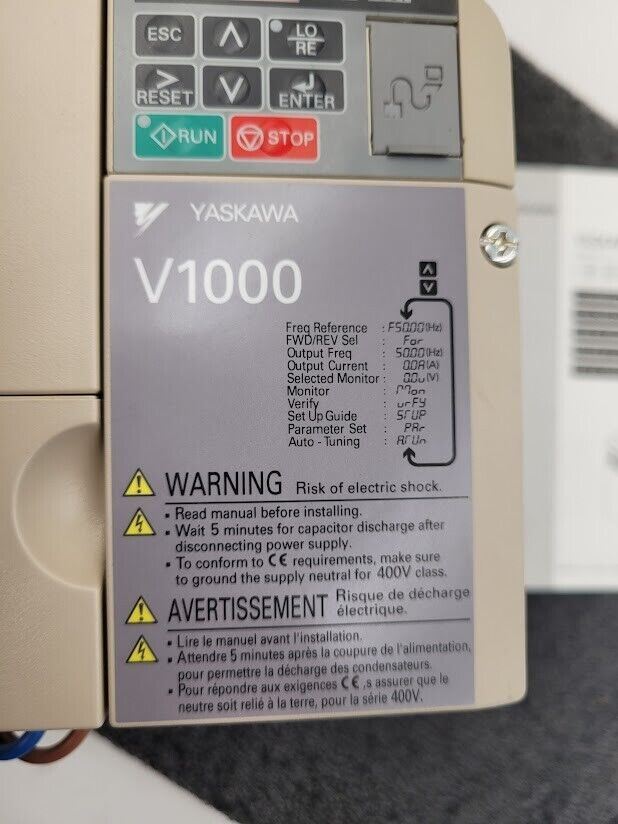 ESC
LO
RE
> RESET
ENTER
RUN
STOP
YASKAWA
V1000
Freq Reference : F50.00(Hz)
FWD/REV Sel : For
Output Freq : 50.00(Hz)
Output Current : 0.0A(A)
Selected Monitor : 0.0v(V)
Monitor : Mon
Verify : vrFY
Set Up Guide : STUP
Parameter Set : PAr
Auto - Tuning : ATUn
WARNING Risk of electric shock.
• Read manual before installing.
• Wait 5 minutes for capacitor discharge after
disconnecting power supply.
• To conform to CE requirements, make sure
to ground the supply neutral for 400V class.
AVERTISSEMENT Risque de décharge
électrique.
• Lire le manuel avant l'installation.
• Attendre 5 minutes après la coupure de l'alimentation,
pour permettre la décharge des condensateurs.
• Pour répondre aux exigences CE,s assurer que le
neutre soit relié à la terre, pour la série 400V.